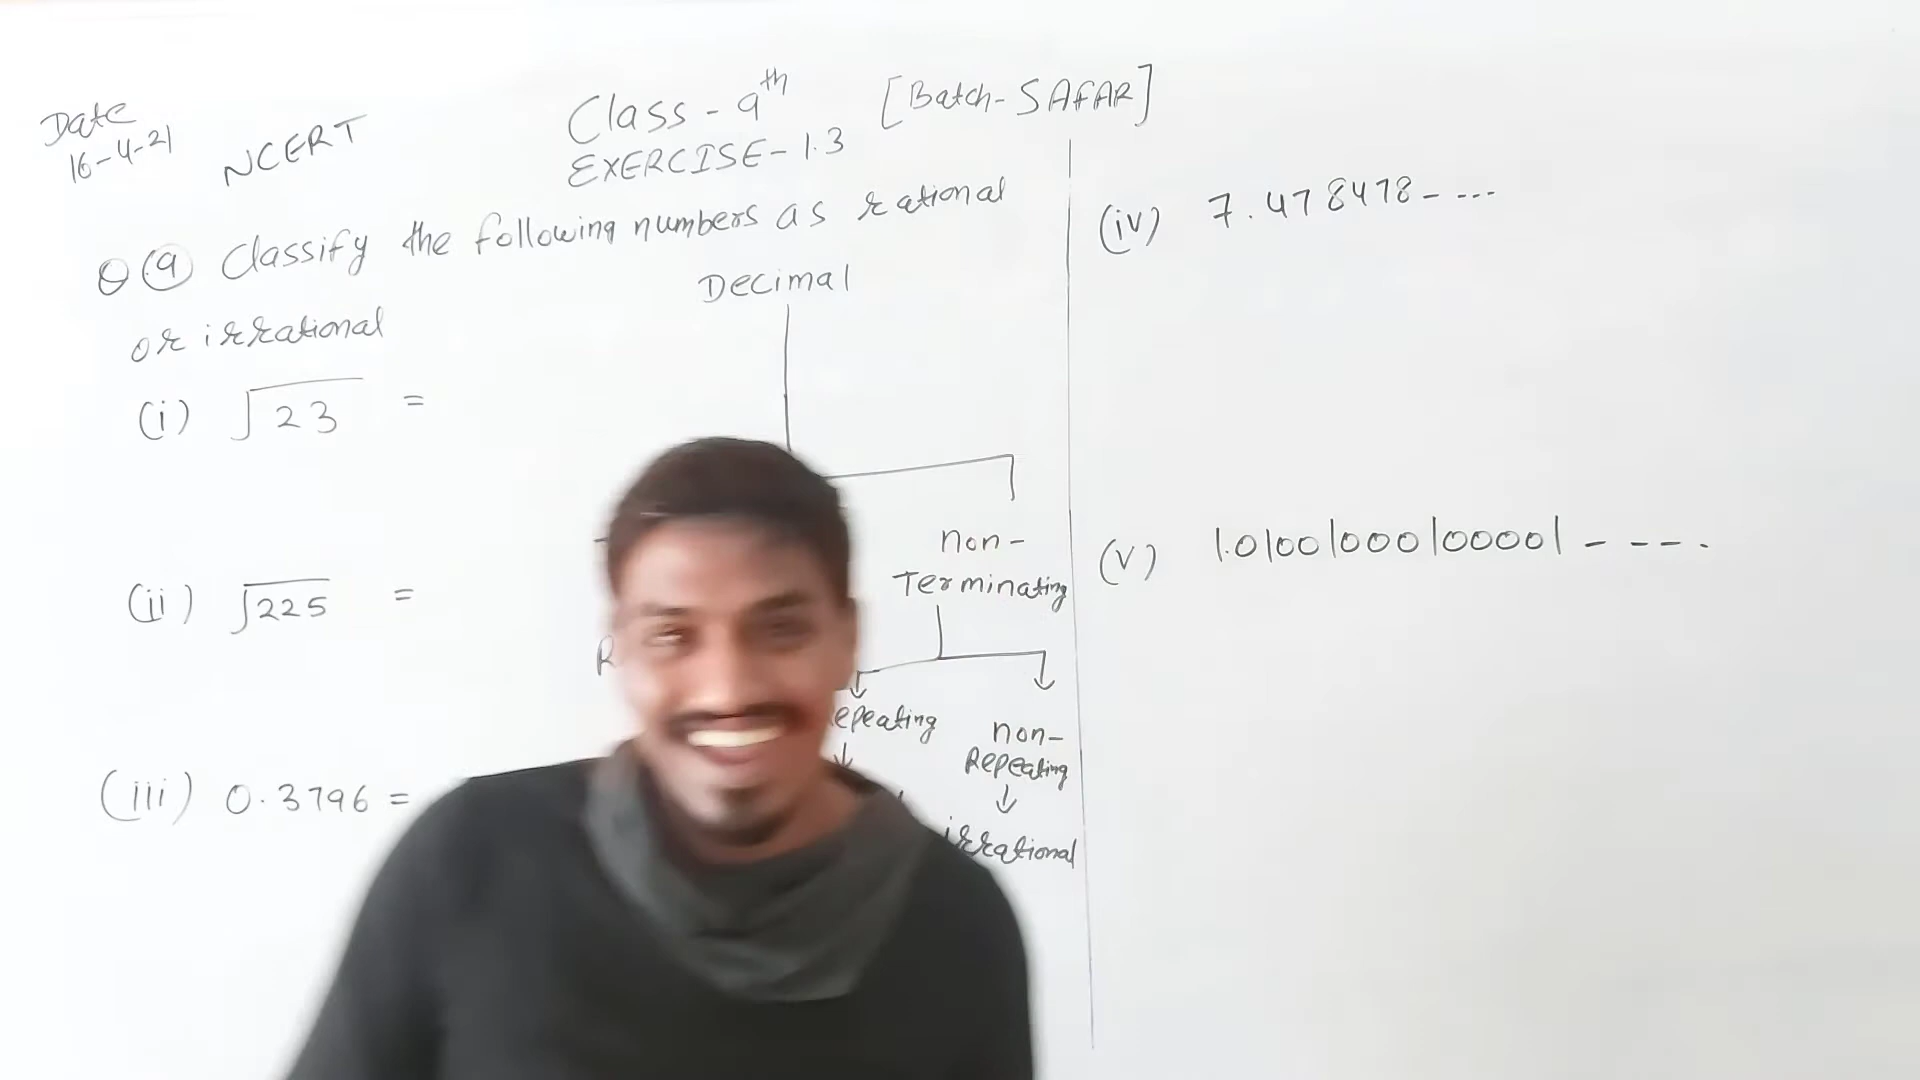 Date
16-4-21
NCERT
Class - 9th [Batch- SAFAR]
EXERCISE - 1.3
Q (9) Classify the following numbers as rational
or irrational
(i) √23 =
(ii) √225 =
(iii) 0.3796 =
Decimal
non-
Terminating
epeating
non-
Repeating
irrational
(iv) 7.478478- ---
(v) 1.01001000100001 - - - -